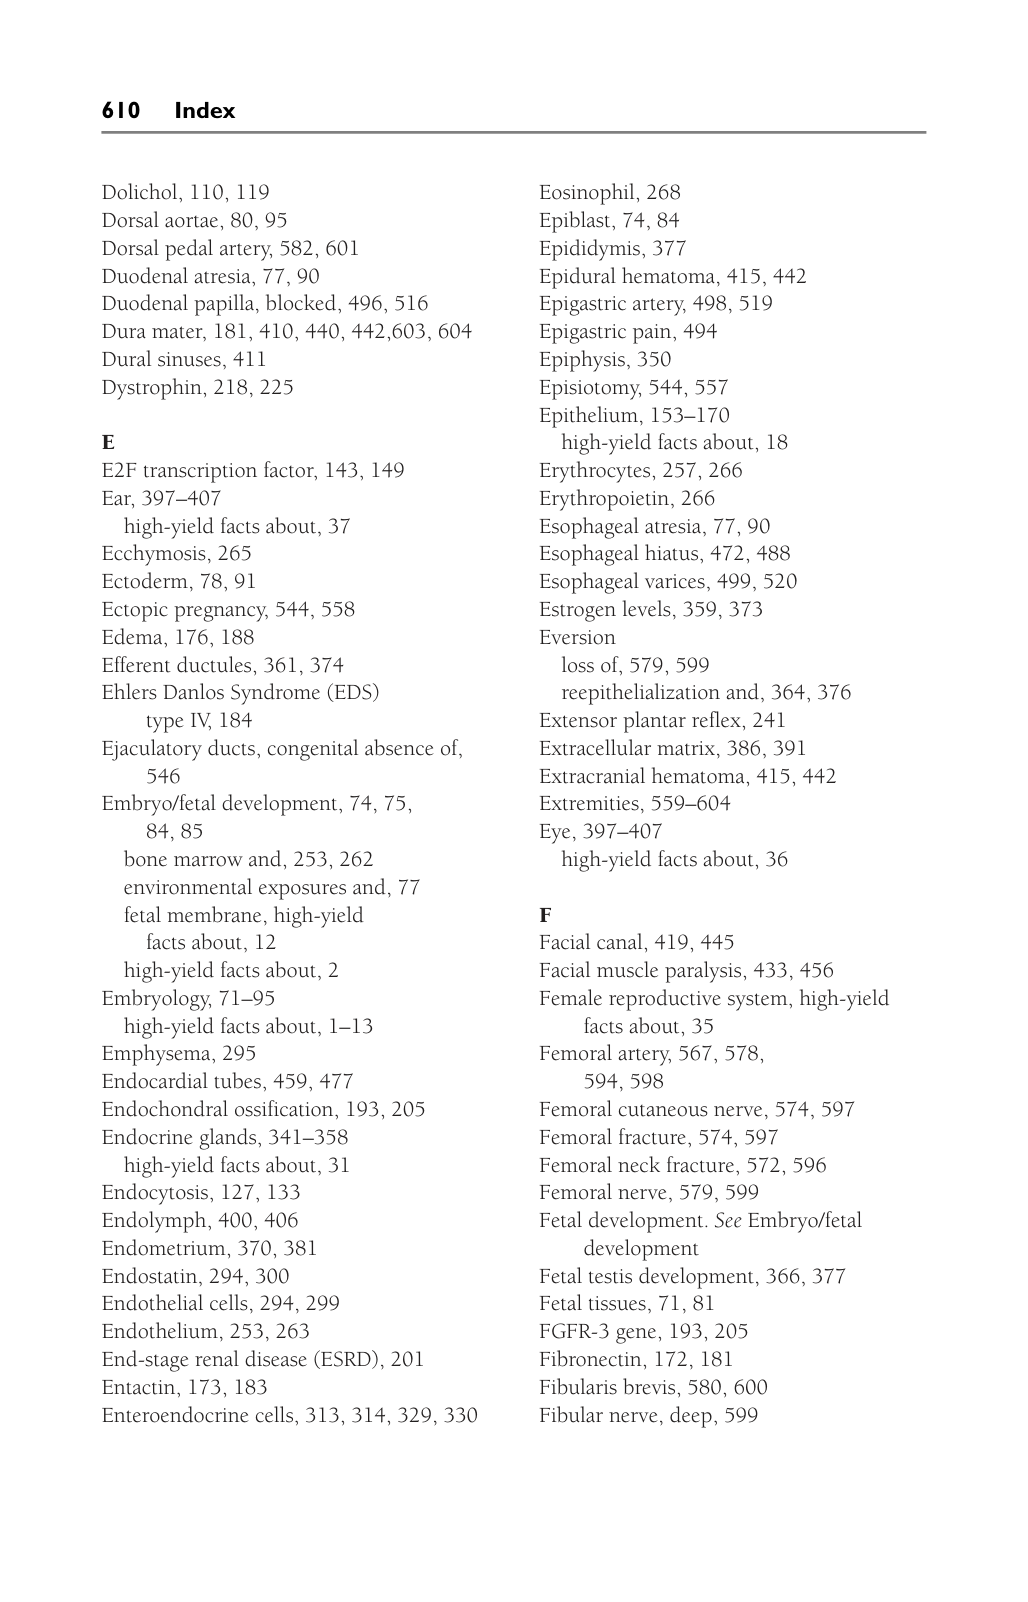 610 Index
Dolichol, 110, 119
Dorsal aortae, 80, 95
Dorsal pedal artery, 582, 601
Duodenal atresia, 77, 90
Duodenal papilla, blocked, 496, 516
Dura mater, 181, 410, 440, 442,603, 604
Dural sinuses, 411
Dystrophin, 218, 225
E
E2F transcription factor, 143, 149
Ear, 397–407
high-yield facts about, 37
Ecchymosis, 265
Ectoderm, 78, 91
Ectopic pregnancy, 544, 558
Edema, 176, 188
Efferent ductules, 361, 374
Ehlers Danlos Syndrome (EDS)
type IV, 184
Ejaculatory ducts, congenital absence of,
546
Embryo/fetal development, 74, 75,
84, 85
bone marrow and, 253, 262
environmental exposures and, 77
fetal membrane, high-yield
facts about, 12
high-yield facts about, 2
Embryology, 71–95
high-yield facts about, 1–13
Emphysema, 295
Endocardial tubes, 459, 477
Endochondral ossification, 193, 205
Endocrine glands, 341–358
high-yield facts about, 31
Endocytosis, 127, 133
Endolymph, 400, 406
Endometrium, 370, 381
Endostatin, 294, 300
Endothelial cells, 294, 299
Endothelium, 253, 263
End-stage renal disease (ESRD), 201
Entactin, 173, 183
Enteroendocrine cells, 313, 314, 329, 330
Eosinophil, 268
Epiblast, 74, 84
Epididymis, 377
Epidural hematoma, 415, 442
Epigastric artery, 498, 519
Epigastric pain, 494
Epiphysis, 350
Episiotomy, 544, 557
Epithelium, 153–170
high-yield facts about, 18
Erythrocytes, 257, 266
Erythropoietin, 266
Esophageal atresia, 77, 90
Esophageal hiatus, 472, 488
Esophageal varices, 499, 520
Estrogen levels, 359, 373
Eversion
loss of, 579, 599
reepithelialization and, 364, 376
Extensor plantar reflex, 241
Extracellular matrix, 386, 391
Extracranial hematoma, 415, 442
Extremities, 559–604
Eye, 397–407
high-yield facts about, 36
F
Facial canal, 419, 445
Facial muscle paralysis, 433, 456
Female reproductive system, high-yield
facts about, 35
Femoral artery, 567, 578,
594, 598
Femoral cutaneous nerve, 574, 597
Femoral fracture, 574, 597
Femoral neck fracture, 572, 596
Femoral nerve, 579, 599
Fetal development. See Embryo/fetal
development
Fetal testis development, 366, 377
Fetal tissues, 71, 81
FGFR-3 gene, 193, 205
Fibronectin, 172, 181
Fibularis brevis, 580, 600
Fibular nerve, deep, 599